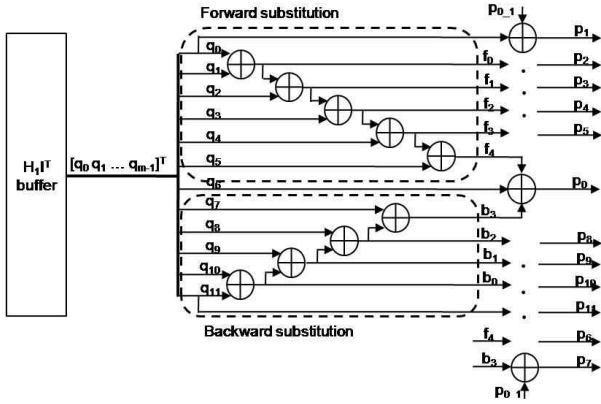 Forward substitution
p0_1
p1
q0
f0
p2
q1
f1
p3
q2
f2
p4
q3
f3
p5
q4
f4
q5
H1Iᵀ
buffer
[q0 q1 ... qm-1]ᵀ
q6
p0
q7
b3
q8
b2
p8
q9
b1
p9
q10
b0
p10
q11
p11
Backward substitution
f4
p6
b3
p7
p0_1